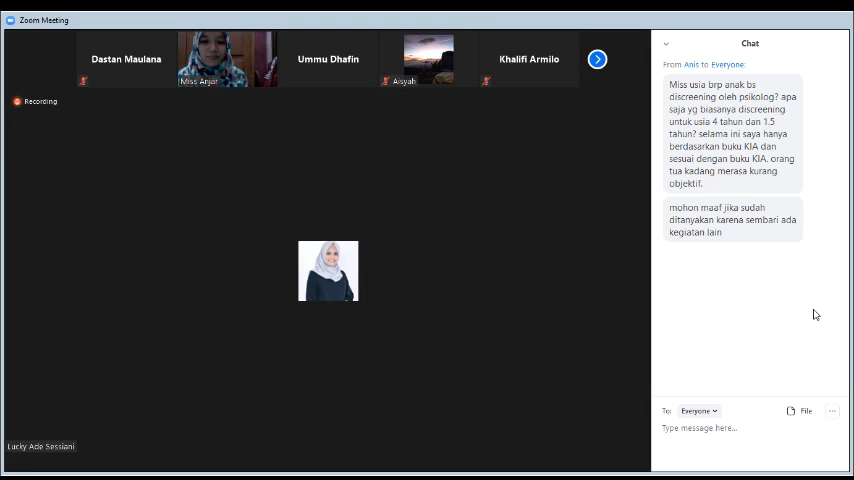 Zoom Meeting
Dastan Maulana
Miss Anjar
Ummu Dhafin
Aisyah
Khalifi Armilo
Recording
Lucky Ade Sessiani
Chat
From Anis to Everyone:
Miss usia brp anak bs
discreening oleh psikolog? apa
saja yg biasanya discreening
untuk usia 4 tahun dan 1.5
tahun? selama ini saya hanya
berdasarkan buku KIA dan
sesuai dengan buku KIA. orang
tua kadang merasa kurang
objektif.
mohon maaf jika sudah
ditanyakan karena sembari ada
kegiatan lain
To: Everyone File ...
Type message here...